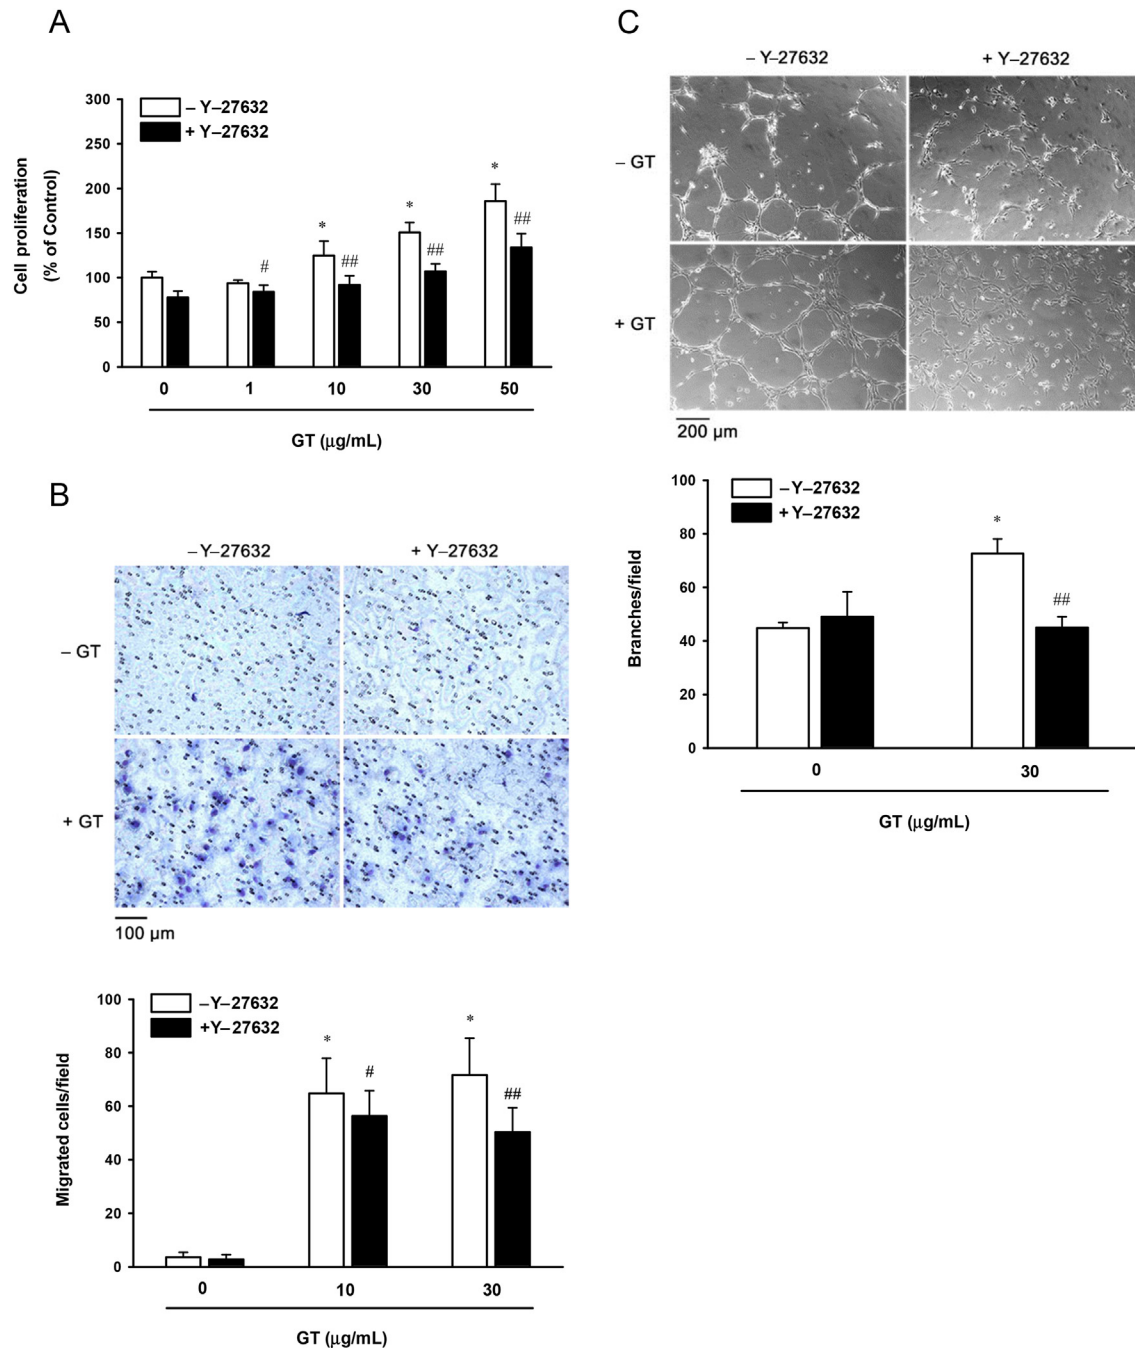 A
– Y–27632
+ Y–27632
300
250
200
150
100
50
0
Cell proliferation
(% of Control)
*
*
*
#
##
##
##
0 1 10 30 50
GT (μg/mL)
B
– Y–27632 + Y–27632
– GT
+ GT
100 μm
– Y–27632
+Y–27632
100
80
60
40
20
0
Migrated cells/field
*
#
*
##
0 10 30
GT (μg/mL)
C
– Y–27632 + Y–27632
– GT
+ GT
200 μm
– Y–27632
+ Y–27632
100
80
60
40
20
0
Branches/field
*
##
0 30
GT (μg/mL)